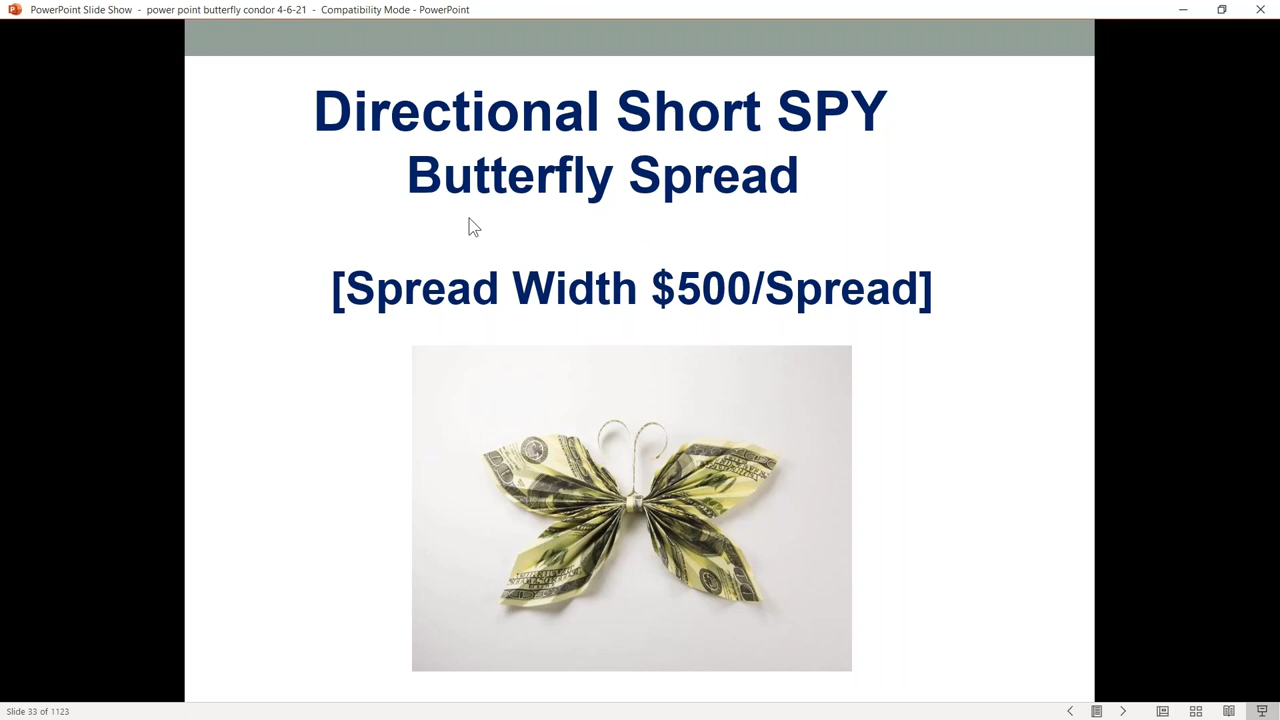 PowerPoint Slide Show - power point butterfly condor 4-6-21 - Compatibility Mode - PowerPoint
Directional Short SPY
Butterfly Spread
[Spread Width $500/Spread]
Slide 33 of 1123